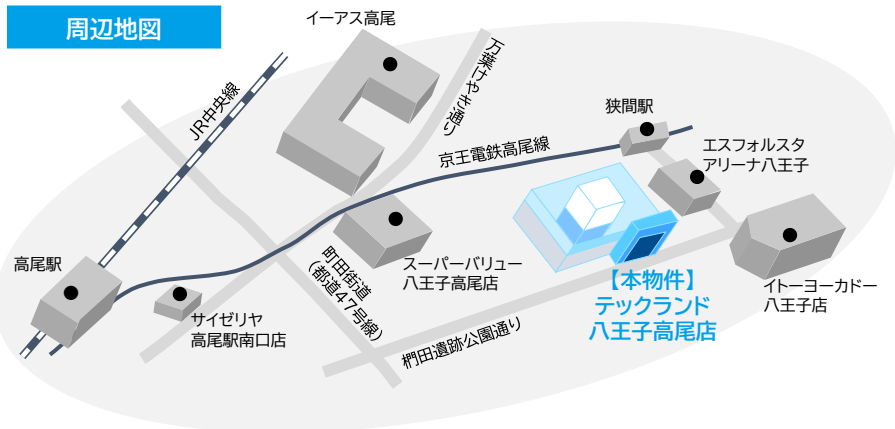 周辺地図
イーアス高尾
万葉けやき通り
JR中央線
狭間駅
京王電鉄高尾線
エスフォルスタ
アリーナ八王子
高尾駅
町田街道
(都道47号線)
スーパーバリュー
八王子高尾店
【本物件】
テックランド
八王子高尾店
イトーヨーカドー
八王子店
サイゼリヤ
高尾駅南口店
椚田遺跡公園通り